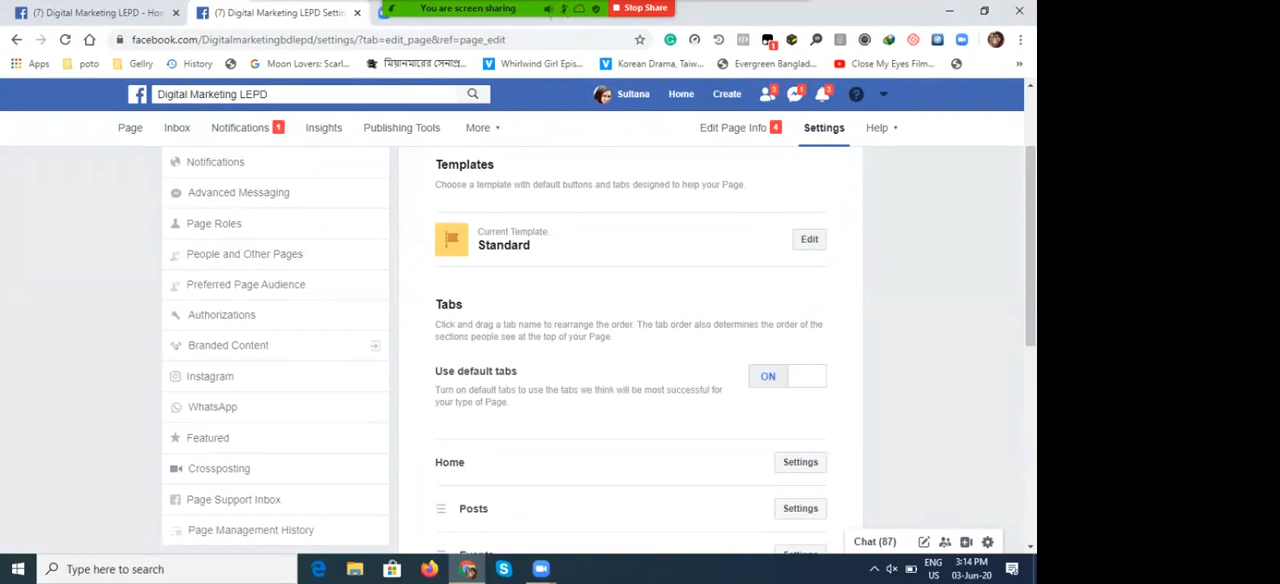 (7) Digital Marketing LEPD - Hom
(7) Digital Marketing LEPD Settin
You are screen sharing
Stop Share
facebook.com/Digitalmarketingbdlepd/settings/?tab=edit_page&ref=page_edit
1
Apps
poto
Gellry
History
Moon Lovers: Scarl...
মিয়ানমারের সেনাপ্র...
Whirlwind Girl Epis...
Korean Drama, Taiw...
Evergreen Banglad...
Close My Eyes Film...
»
Digital Marketing LEPD
Sultana
Home
Create
3
1
3
Page
Inbox
Notifications 1
Insights
Publishing Tools
More
Edit Page Info 4
Settings
Help
Notifications
Advanced Messaging
Page Roles
People and Other Pages
Preferred Page Audience
Authorizations
Branded Content
Instagram
WhatsApp
Featured
Crossposting
Page Support Inbox
Page Management History
Templates
Choose a template with default buttons and tabs designed to help your Page.
Current Template
Standard
Edit
Tabs
Click and drag a tab name to rearrange the order. The tab order also determines the order of the
sections people see at the top of your Page.
Use default tabs
ON
Turn on default tabs to use the tabs we think will be most successful for
your type of Page.
Home
Settings
Posts
Settings
Events
Settings
Chat (87)
Type here to search
ENG
US
3:14 PM
03-Jun-20